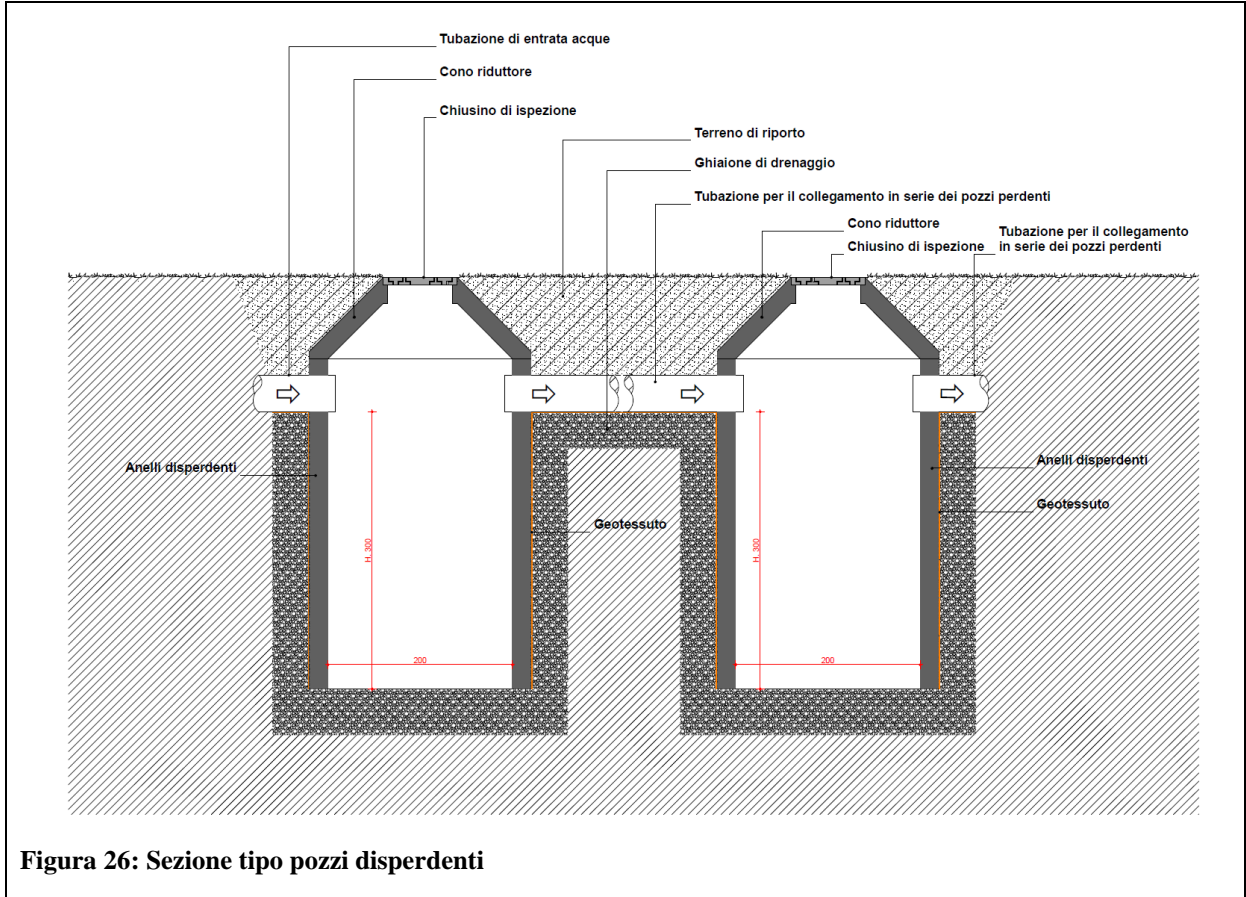 Tubazione di entrata acque
Cono riduttore
Chiusino di ispezione
Terreno di riporto
Ghiaione di drenaggio
Tubazione per il collegamento in serie dei pozzi perdenti
Cono riduttore
Chiusino di ispezione
Tubazione per il collegamento
in serie dei pozzi perdenti
Anelli disperdenti
Anelli disperdenti
Geotessuto
Geotessuto
H. 300
H. 300
200
200
Figura 26: Sezione tipo pozzi disperdenti